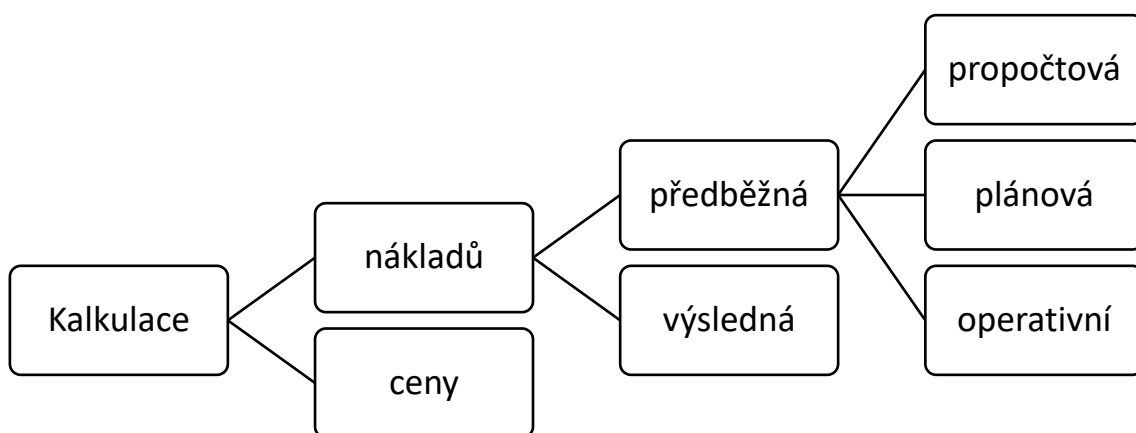 Kalkulace
nákladů
ceny
předběžná
výsledná
propočtová
plánová
operativní